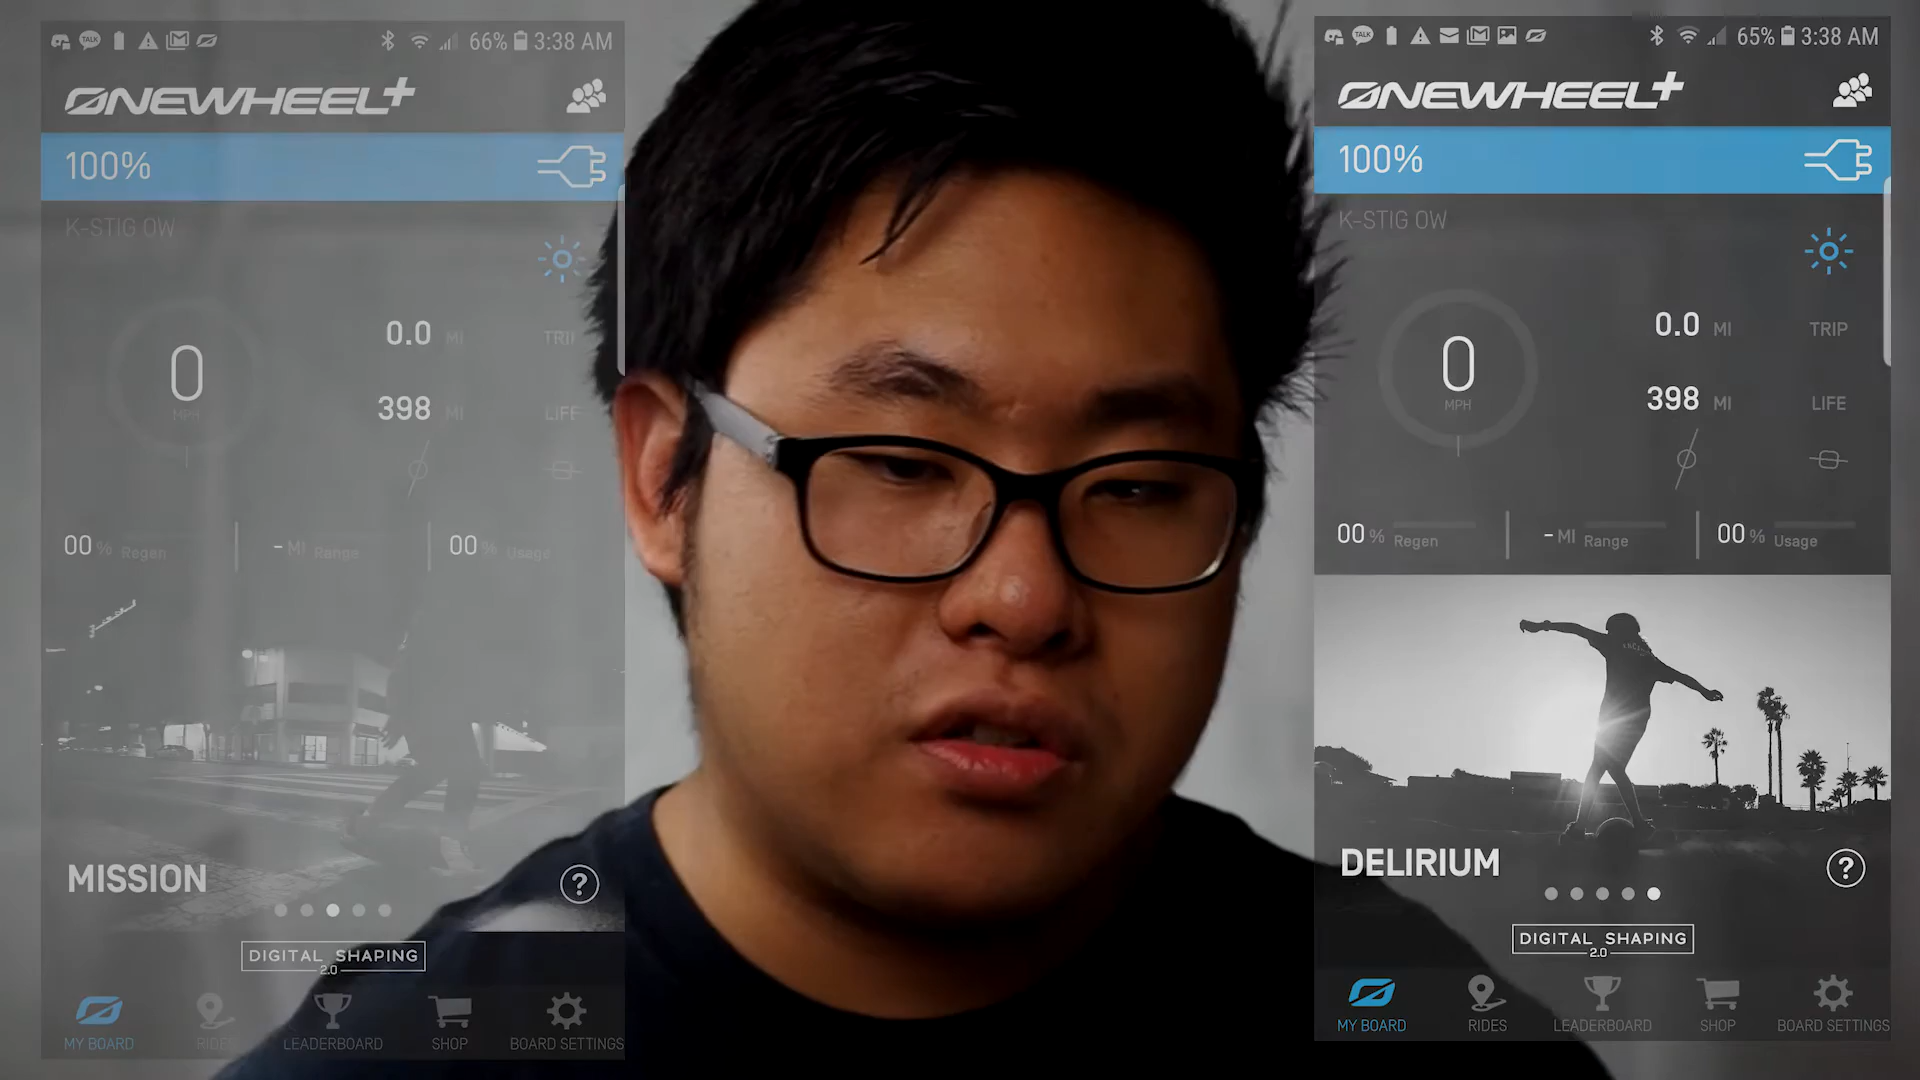 TALK
66% 3:38 AM
ONEWHEEL+
100%
K-STIG OW
0.0 MI TRIP
0
MPH
398 MI LIFE
00% Regen
- MI Range
00% Usage
MISSION
?
DIGITAL SHAPING
2.0
MY BOARD
RIDES
LEADERBOARD
SHOP
BOARD SETTINGS
TALK
65% 3:38 AM
ONEWHEEL+
100%
K-STIG OW
0.0 MI TRIP
0
MPH
398 MI LIFE
00% Regen
- MI Range
00% Usage
DELIRIUM
?
DIGITAL SHAPING
2.0
MY BOARD
RIDES
LEADERBOARD
SHOP
BOARD SETTINGS